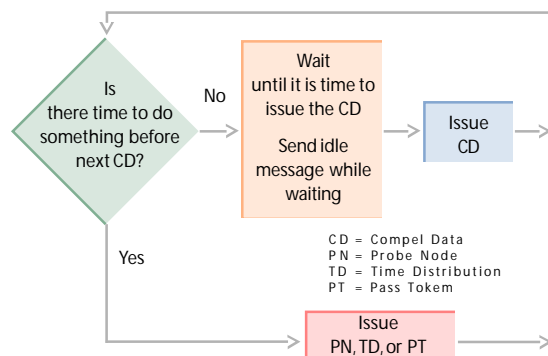 Is
there time to do
something before
next CD?
No
Wait
until it is time to
issue the CD
Send idle
message while
waiting
Issue
CD
Yes
CD = Compel Data
PN = Probe Node
TD = Time Distribution
PT = Pass Tokem
Issue
PN, TD, or PT